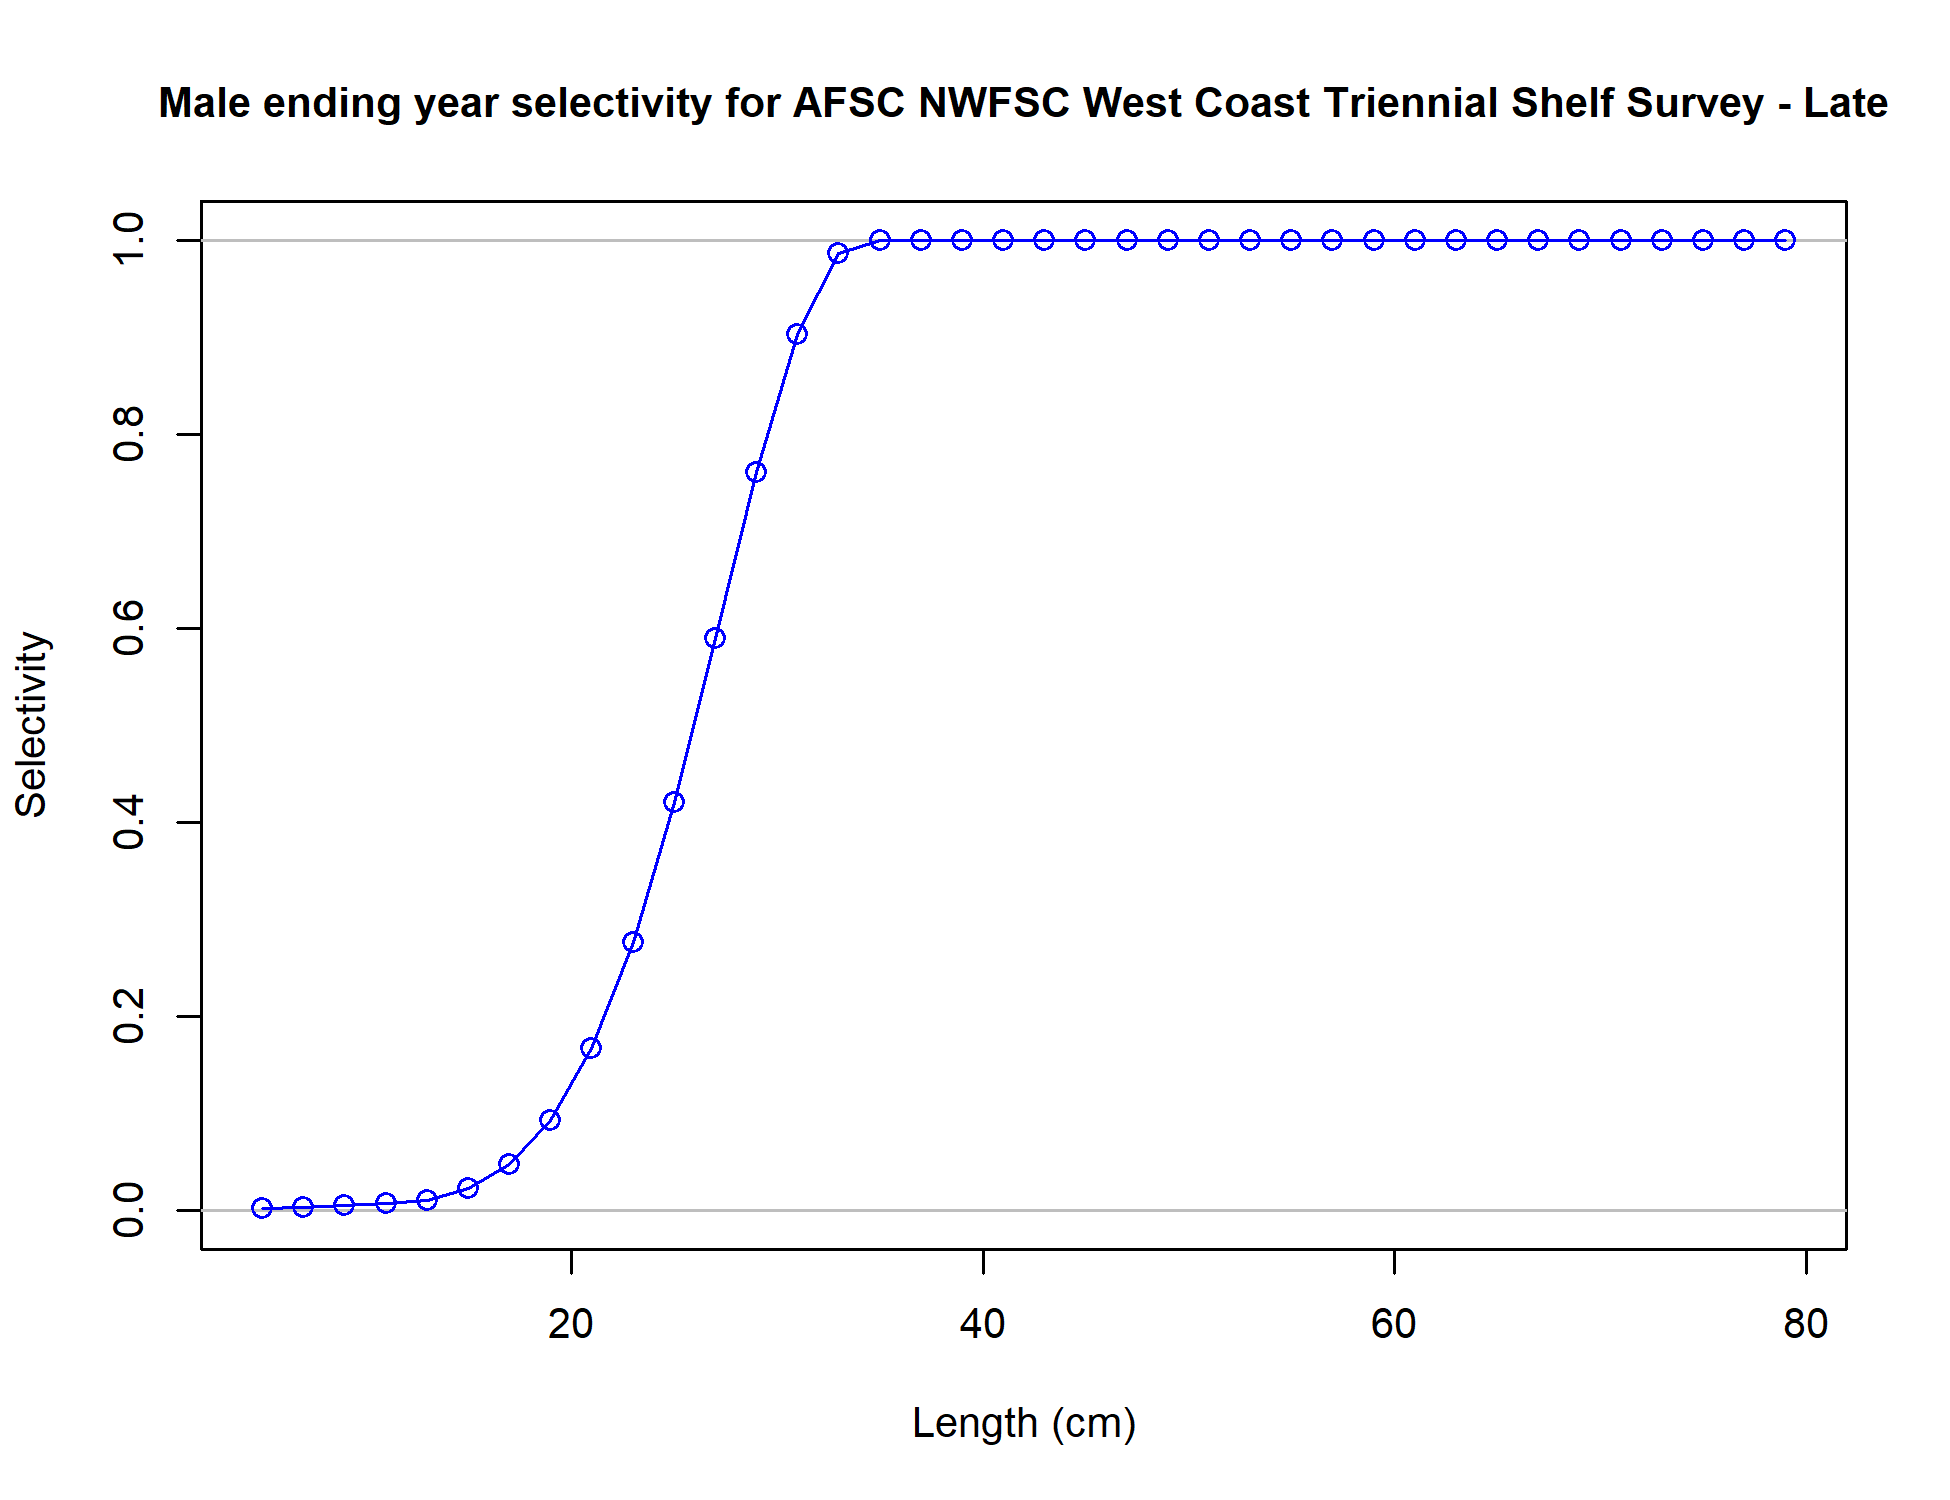 Male ending year selectivity for AFSC NWFSC West Coast Triennial Shelf Survey - Late
1.0
0.8
0.6
0.4
0.2
0.0
Selectivity
20 40 60 80
Length (cm)